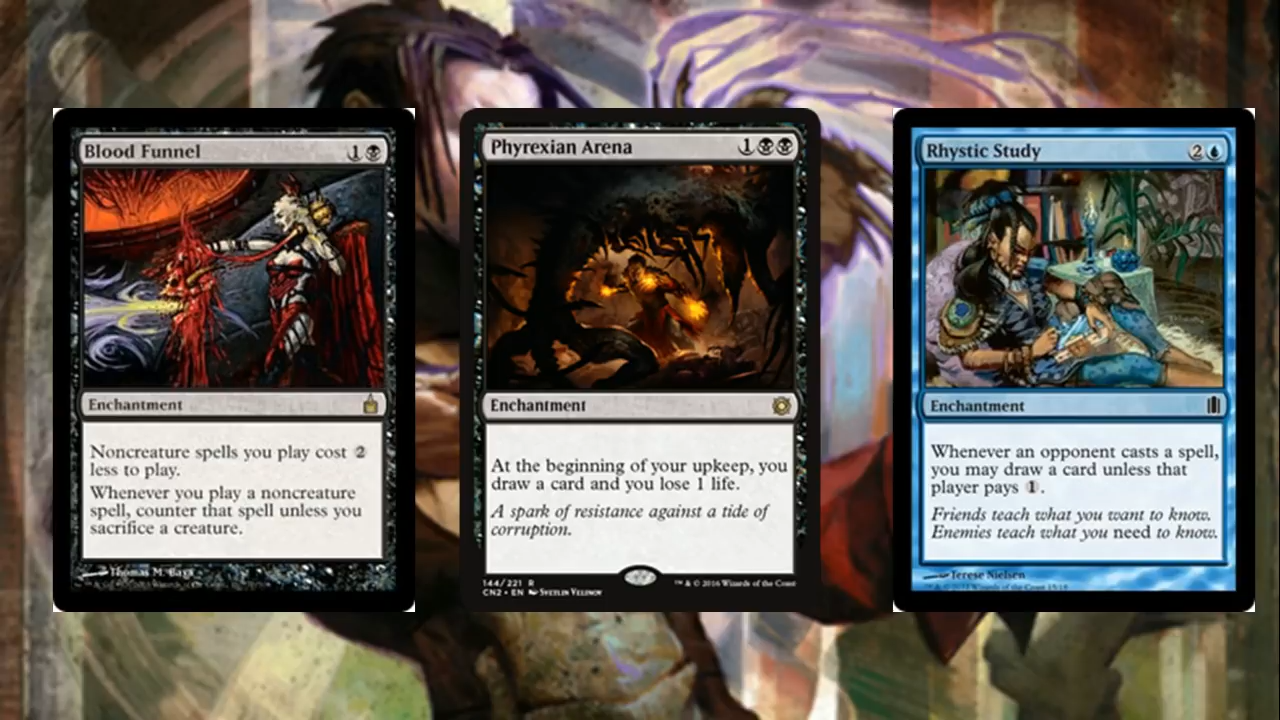 Blood Funnel 1
Enchantment
Noncreature spells you play cost 2
less to play.
Whenever you play a noncreature
spell, counter that spell unless you
sacrifice a creature.
Thomas M. Baxa
Phyrexian Arena 1
Enchantment
At the beginning of your upkeep, you
draw a card and you lose 1 life.
A spark of resistance against a tide of
corruption.
144/221 R
CN2 • EN Svetlin Velinov
™ & © 2016 Wizards of the Coast
Rhystic Study 2
Enchantment
Whenever an opponent casts a spell,
you may draw a card unless that
player pays 1.
Friends teach what you want to know.
Enemies teach what you need to know.
Terese Nielsen